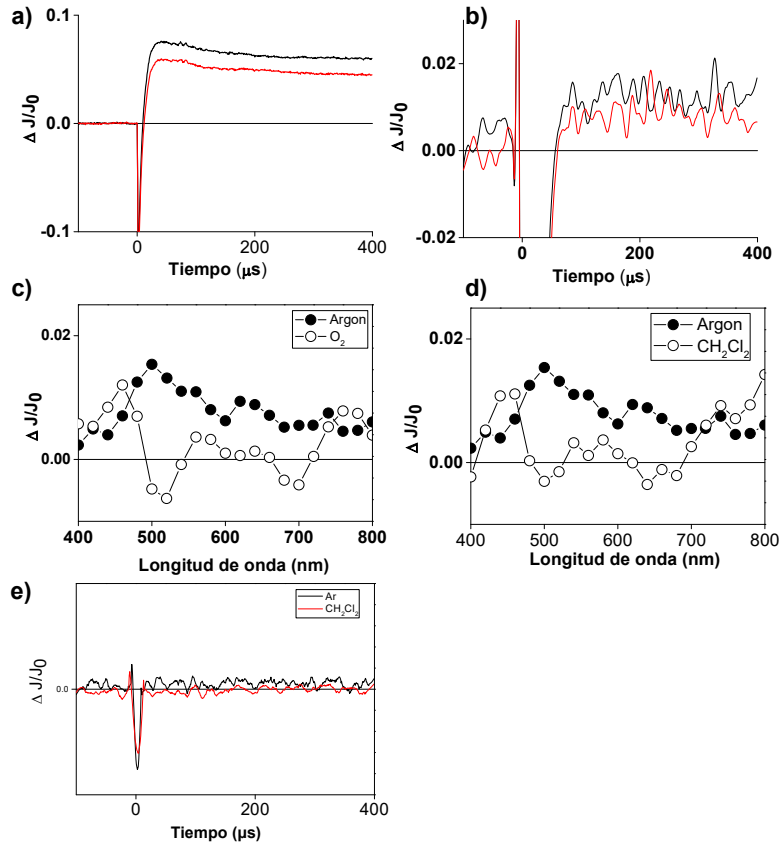 a)
Δ J/J0
0.1
0.0
-0.1
0
200
400
Tiempo (μs)
b)
Δ J/J0
0.02
0.00
-0.02
0
200
400
Tiempo (μs)
c)
Δ J/J0
0.02
0.00
Argon
O2
400
500
600
700
800
Longitud de onda (nm)
d)
Δ J/J0
0.02
0.00
Argon
CH2Cl2
400
500
600
700
800
Longitud de onda (nm)
e)
Δ J/J0
0.0
Ar
CH2Cl2
0
200
400
Tiempo (μs)